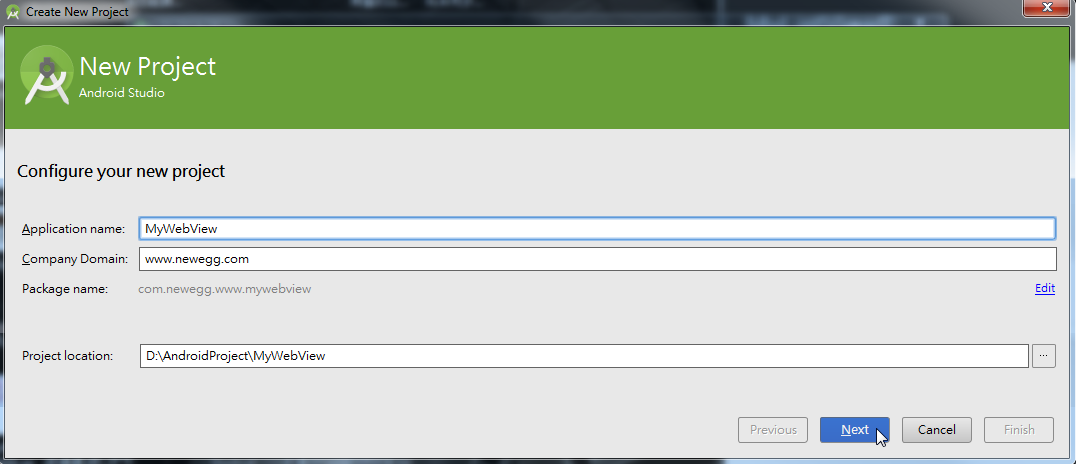 Create New Project
New Project
Android Studio
Configure your new project
Application name: MyWebView
Company Domain: www.newegg.com
Package name: com.newegg.www.mywebview Edit
Project location: D:\AndroidProject\MyWebView ...
Previous Next Cancel Finish